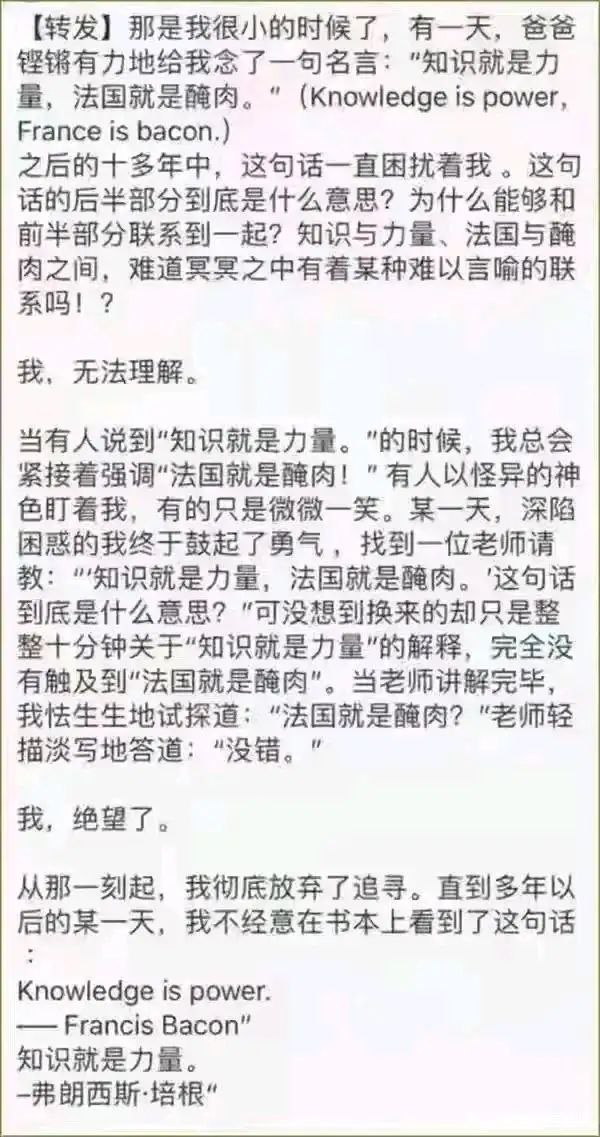 【转发】那是我很小的时候了，有一天，爸爸
铿锵有力地给我念了一句名言：“知识就是力
量，法国就是醃肉。”（Knowledge is power，
France is bacon.）
之后的十多年中，这句话一直困扰着我 。这句
话的后半部分到底是什么意思？为什么能够和
前半部分联系到一起？知识与力量、法国与醃
肉之间，难道冥冥之中有着某种难以言喻的联
系吗！？
我，无法理解。
当有人说到“知识就是力量。”的时候，我总会
紧接着强调“法国就是醃肉！” 有人以怪异的神
色盯着我，有的只是微微一笑。某一天，深陷
困惑的我终于鼓起了勇气 ，找到一位老师请
教：“‘知识就是力量，法国就是醃肉。’这句话
到底是什么意思？”可没想到换来的却只是整
整十分钟关于“知识就是力量”的解释，完全没
有触及到“法国就是醃肉”。当老师讲解完毕，
我怯生生地试探道：“法国就是醃肉？”老师轻
描淡写地答道：“没错。”
我，绝望了。
从那一刻起，我彻底放弃了追寻。直到多年以
后的某一天，我不经意在书本上看到了这句话
：
Knowledge is power.
—— Francis Bacon”
知识就是力量。
–弗朗西斯·培根“